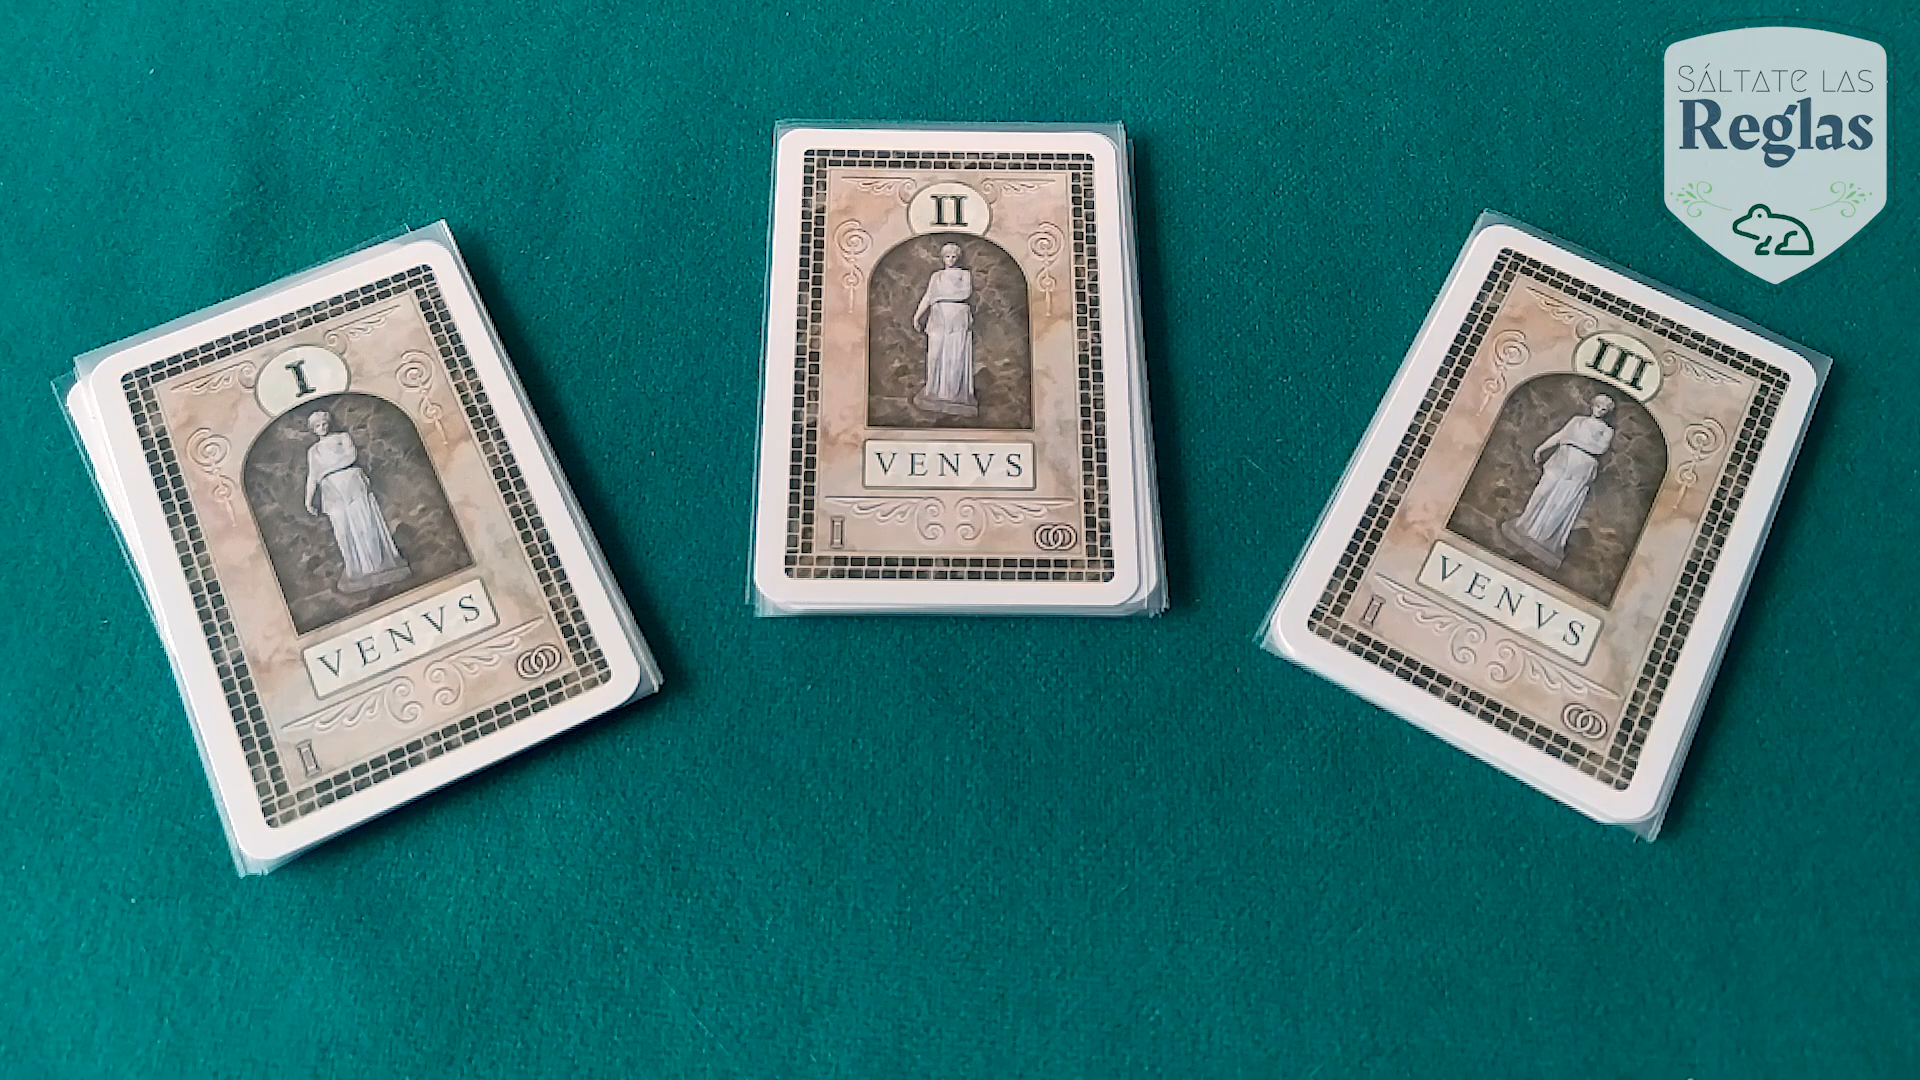 I
VENVS
II
VENVS
III
VENVS
SÁLTATE LAS
Reglas